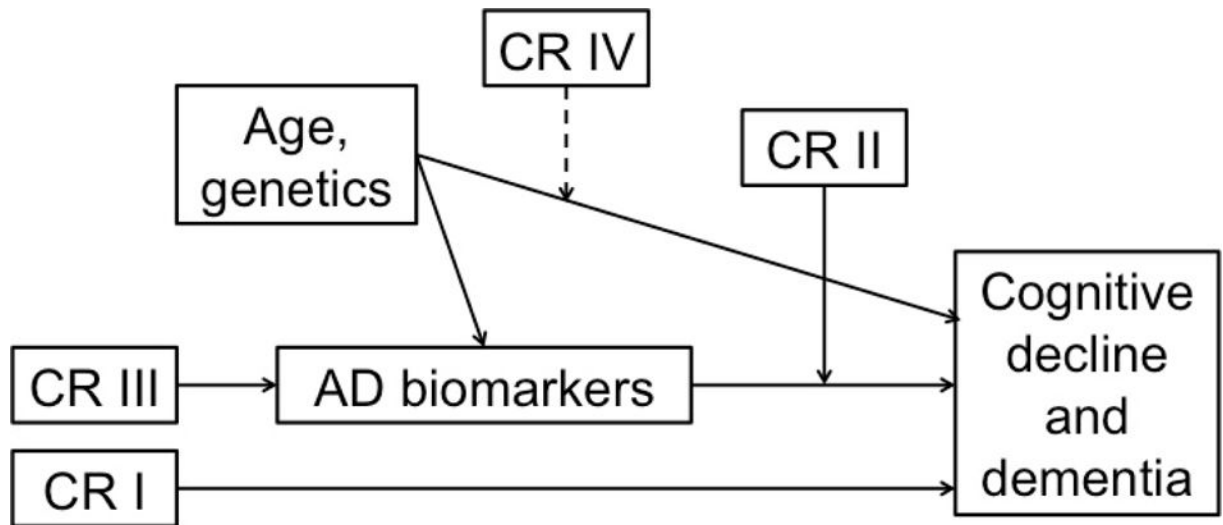 CR IV
Age,
genetics
CR II
Cognitive
decline
and
dementia
CR III
AD biomarkers
CR I